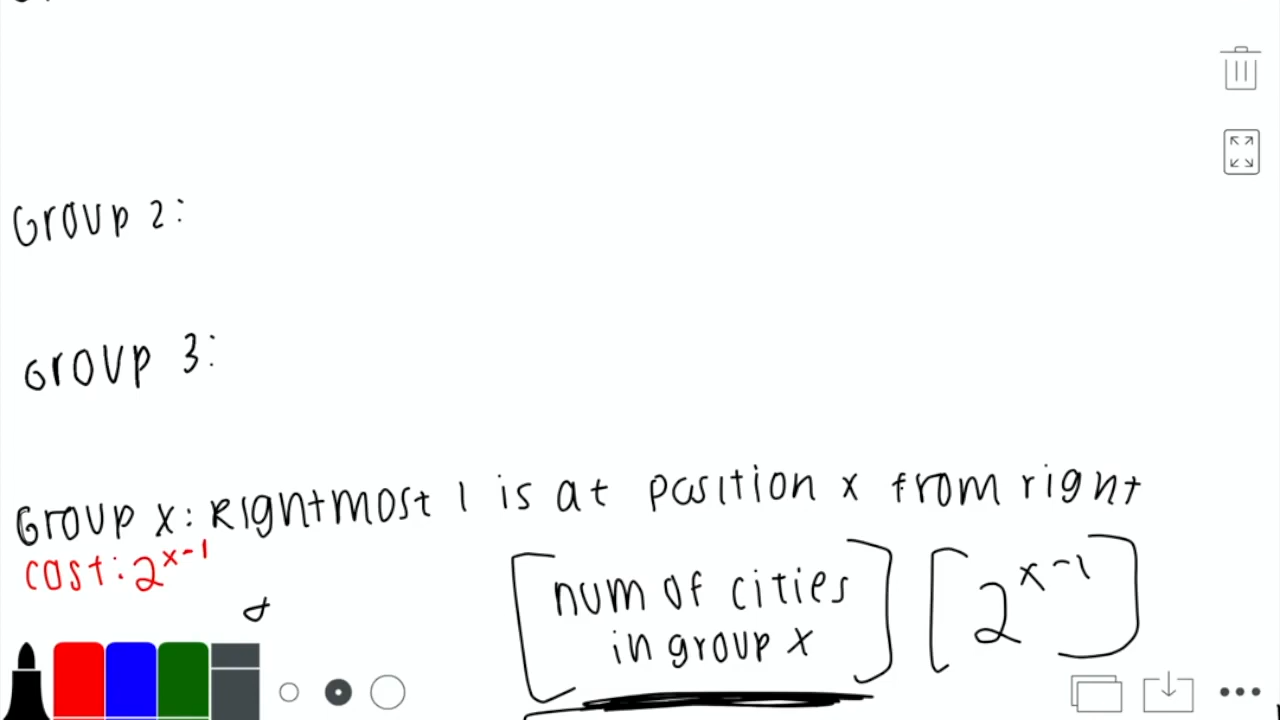 Group 2:
Group 3:
Group x: Rightmost 1 is at position x from right
cost: 2^x-1
[num of cities in group x] [2^x-1]